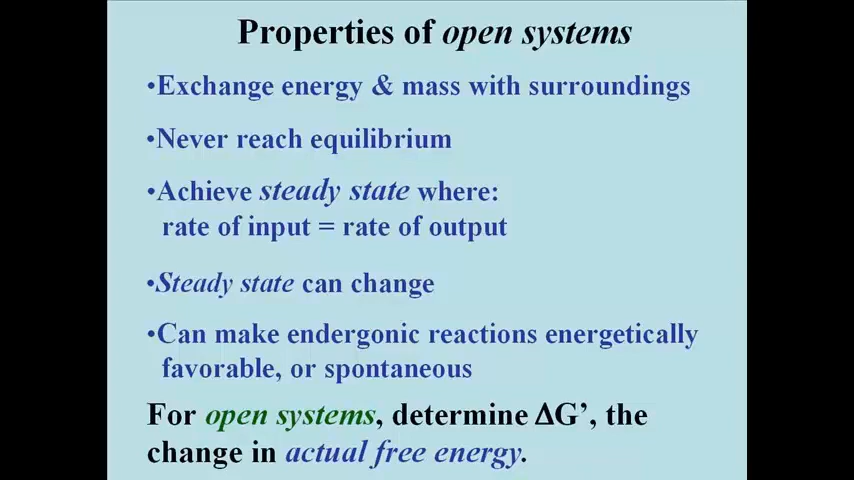 Properties of open systems
•Exchange energy & mass with surroundings
•Never reach equilibrium
•Achieve steady state where:
rate of input = rate of output
•Steady state can change
•Can make endergonic reactions energetically
favorable, or spontaneous
For open systems, determine ΔG’, the
change in actual free energy.